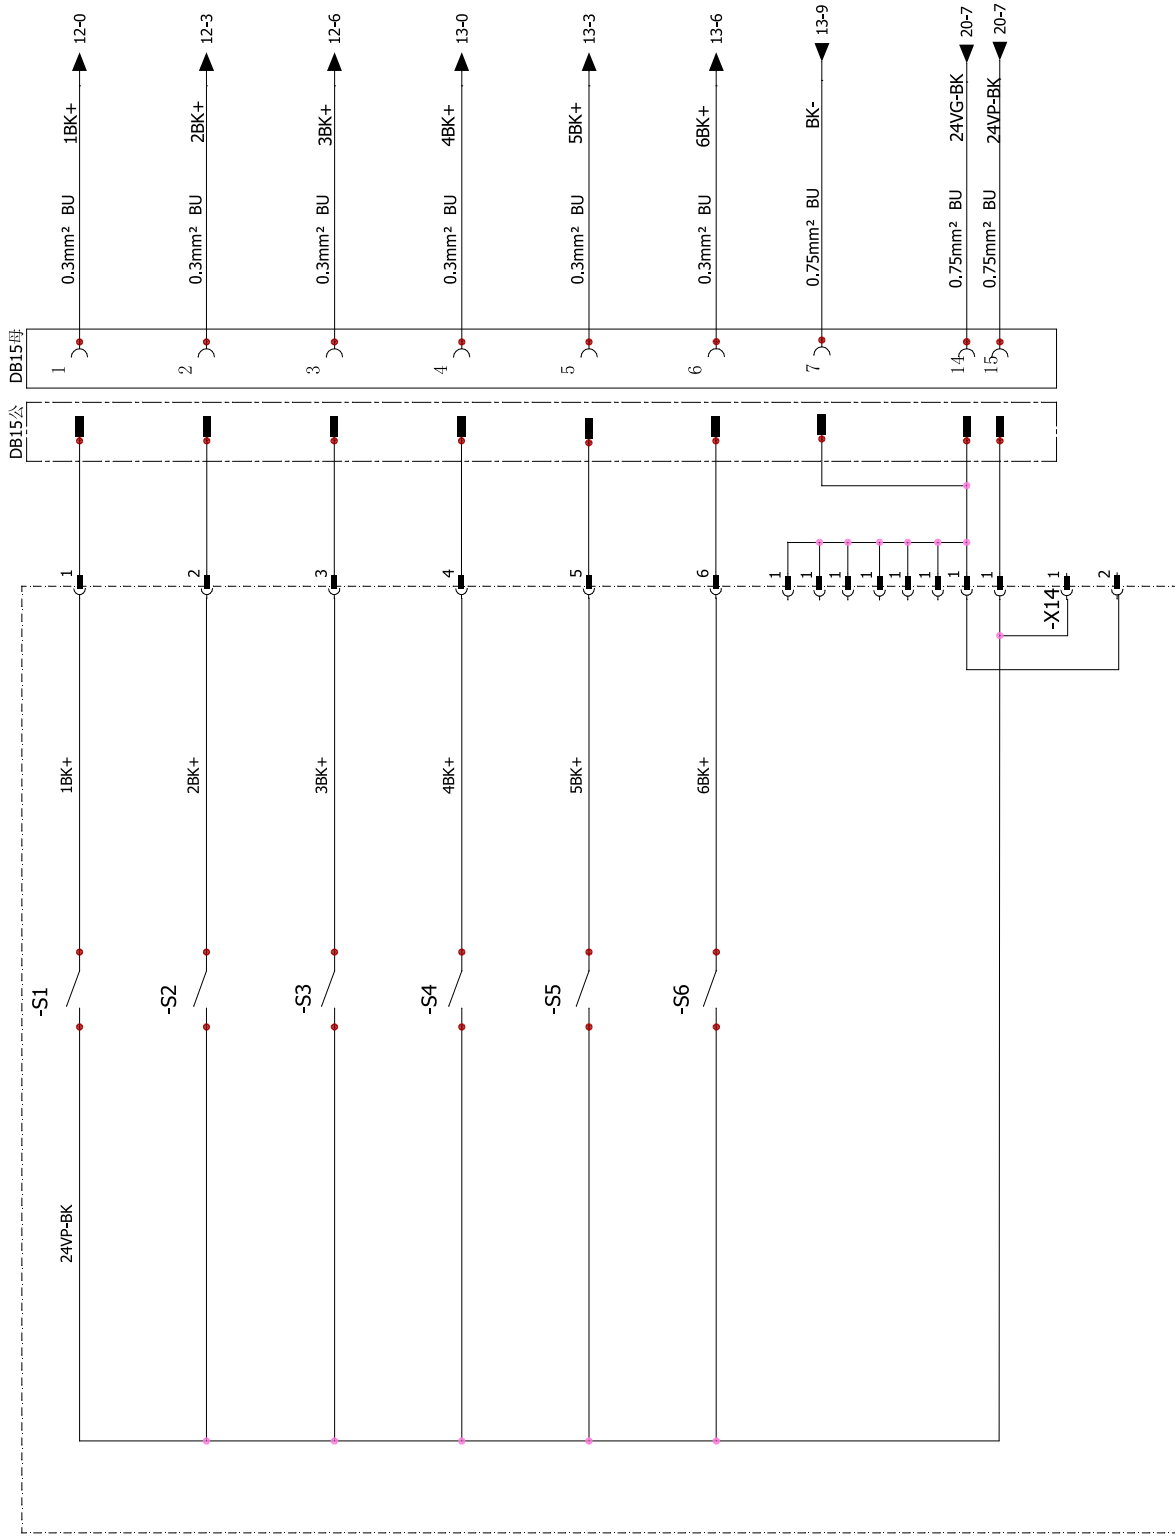 12-0
12-3
12-6
13-0
13-3
13-6
13-9
20-7
20-7
1BK+
2BK+
3BK+
4BK+
5BK+
6BK+
BK-
24VG-BK
24VP-BK
0.3mm² BU
0.3mm² BU
0.3mm² BU
0.3mm² BU
0.3mm² BU
0.3mm² BU
0.75mm² BU
0.75mm² BU
0.75mm² BU
DB15母
1
2
3
4
5
6
7
14
15
DB15公
1
2
3
4
5
6
1
1
1
1
1
1
1
1
1
2
-X14
1BK+
2BK+
3BK+
4BK+
5BK+
6BK+
-S1
-S2
-S3
-S4
-S5
-S6
24VP-BK